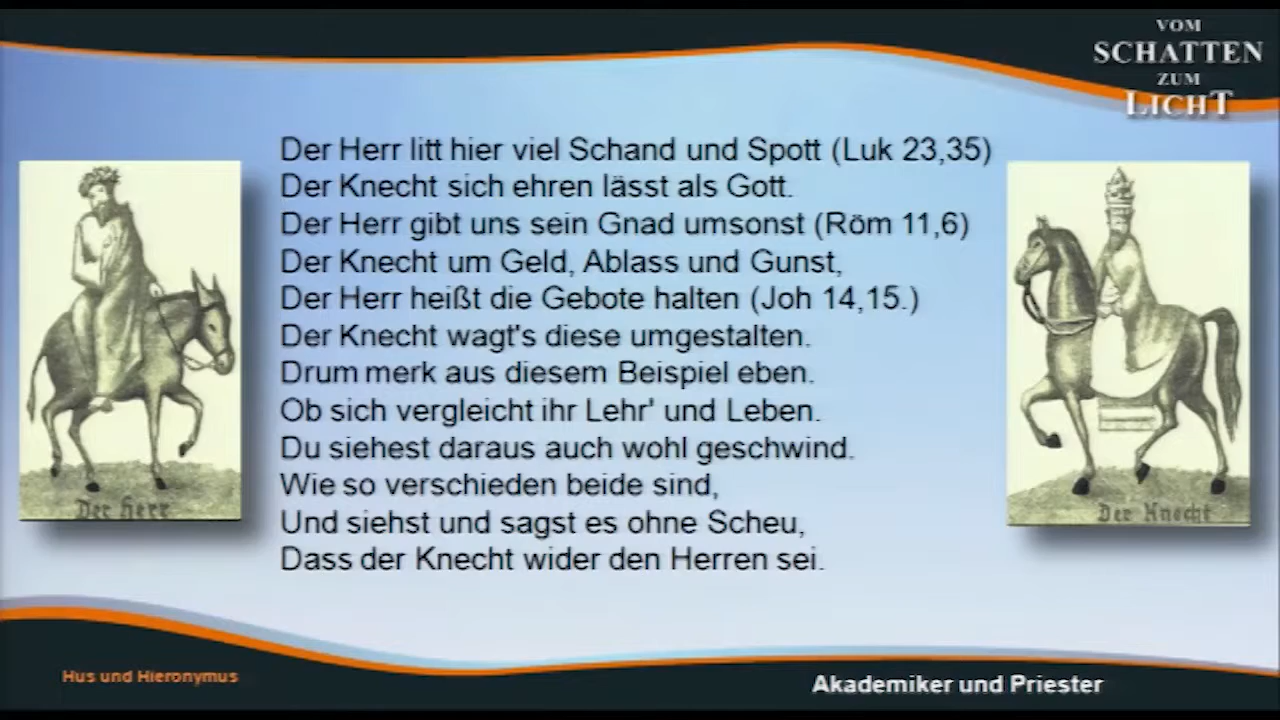 VOM
SCHATTEN
ZUM
LICHT
Der Herr litt hier viel Schand und Spott (Luk 23,35)
Der Knecht sich ehren lässt als Gott.
Der Herr gibt uns sein Gnad umsonst (Röm 11,6)
Der Knecht um Geld, Ablass und Gunst,
Der Herr heißt die Gebote halten (Joh 14,15.)
Der Knecht wagt's diese umgestalten.
Drum merk aus diesem Beispiel eben.
Ob sich vergleicht ihr Lehr' und Leben.
Du siehest daraus auch wohl geschwind.
Wie so verschieden beide sind,
Und siehst und sagst es ohne Scheu,
Dass der Knecht wider den Herren sei.
Der Herr
Der Knecht
Hus und Hieronymus
Akademiker und Priester